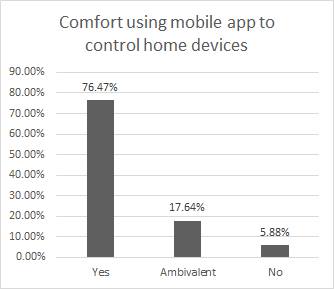 Comfort using mobile app to
control home devices
90.00%
80.00%
70.00%
60.00%
50.00%
40.00%
30.00%
20.00%
10.00%
0.00%
76.47%
17.64%
5.88%
Yes
Ambivalent
No